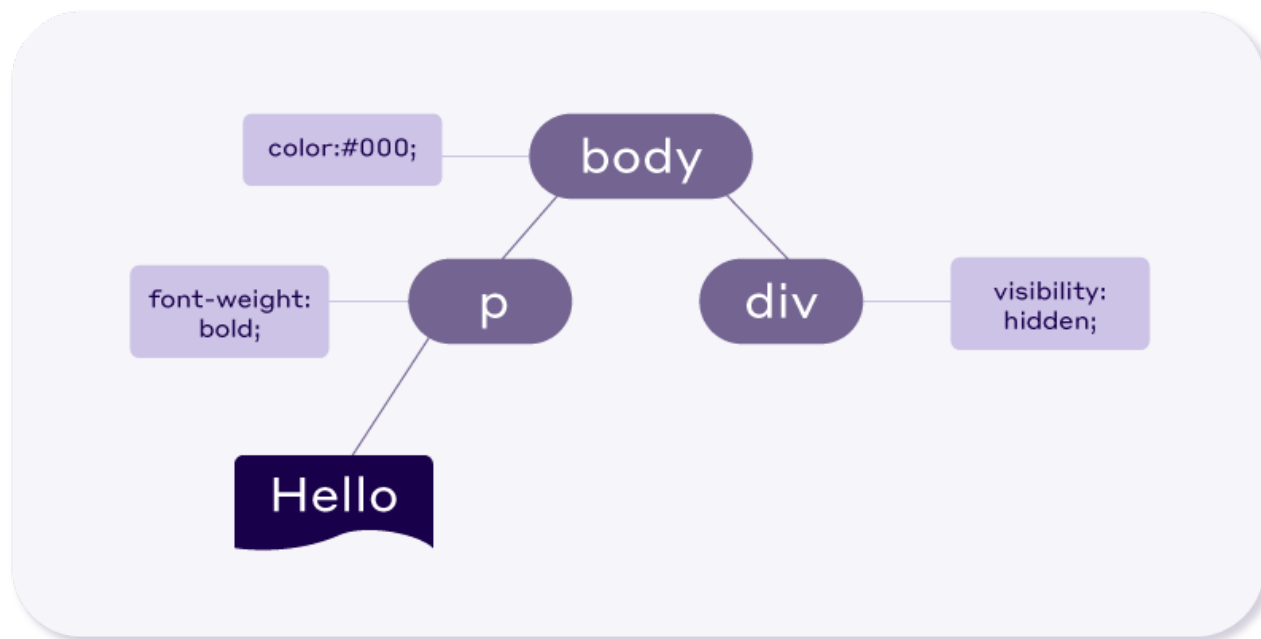 color:#000;
body
font-weight:
bold;
p
div
visibility:
hidden;
Hello